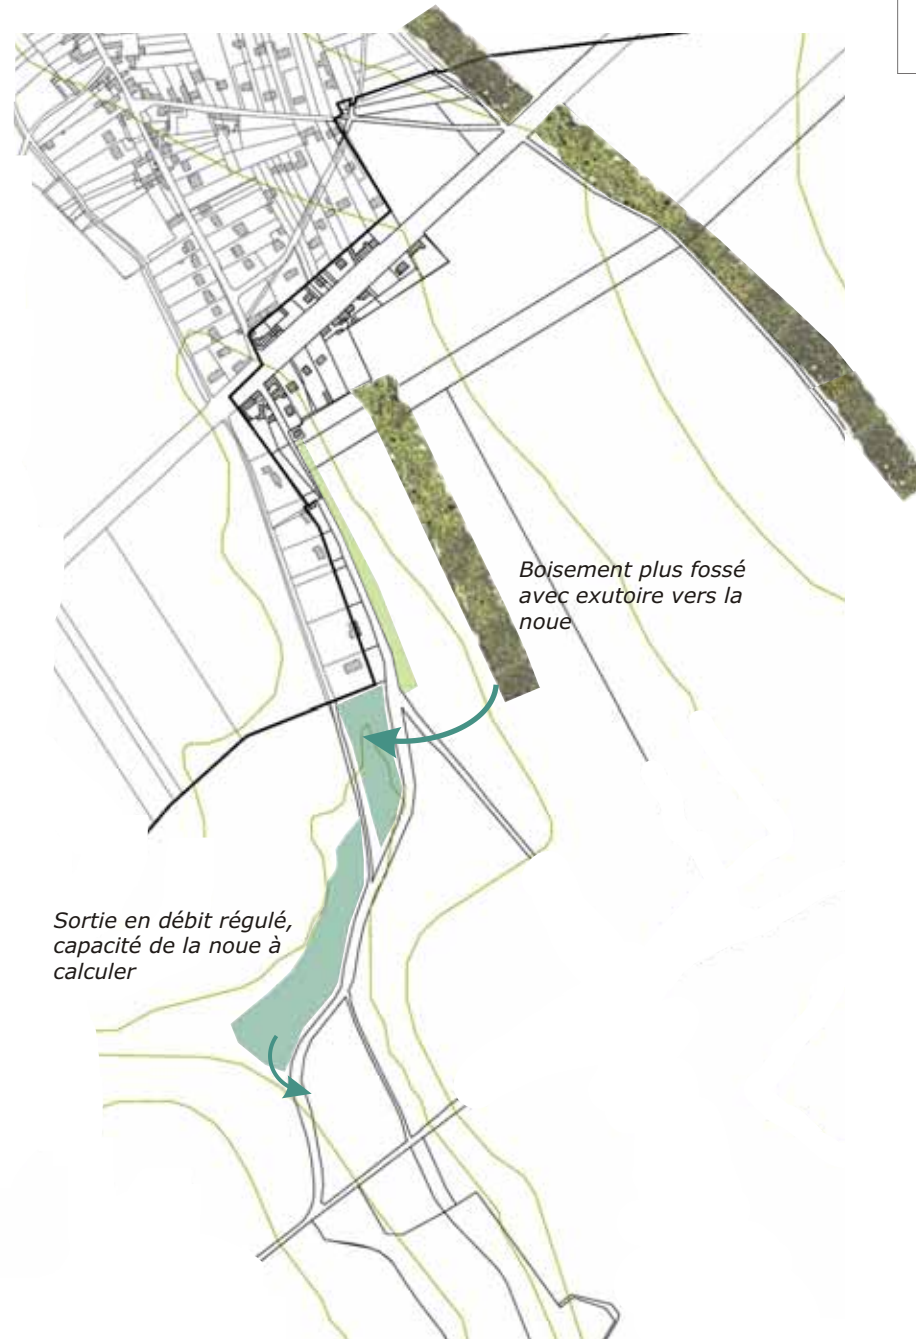 Boisement plus fossé
avec exutoire vers la
noue
Sortie en débit régulé,
capacité de la noue à
calculer